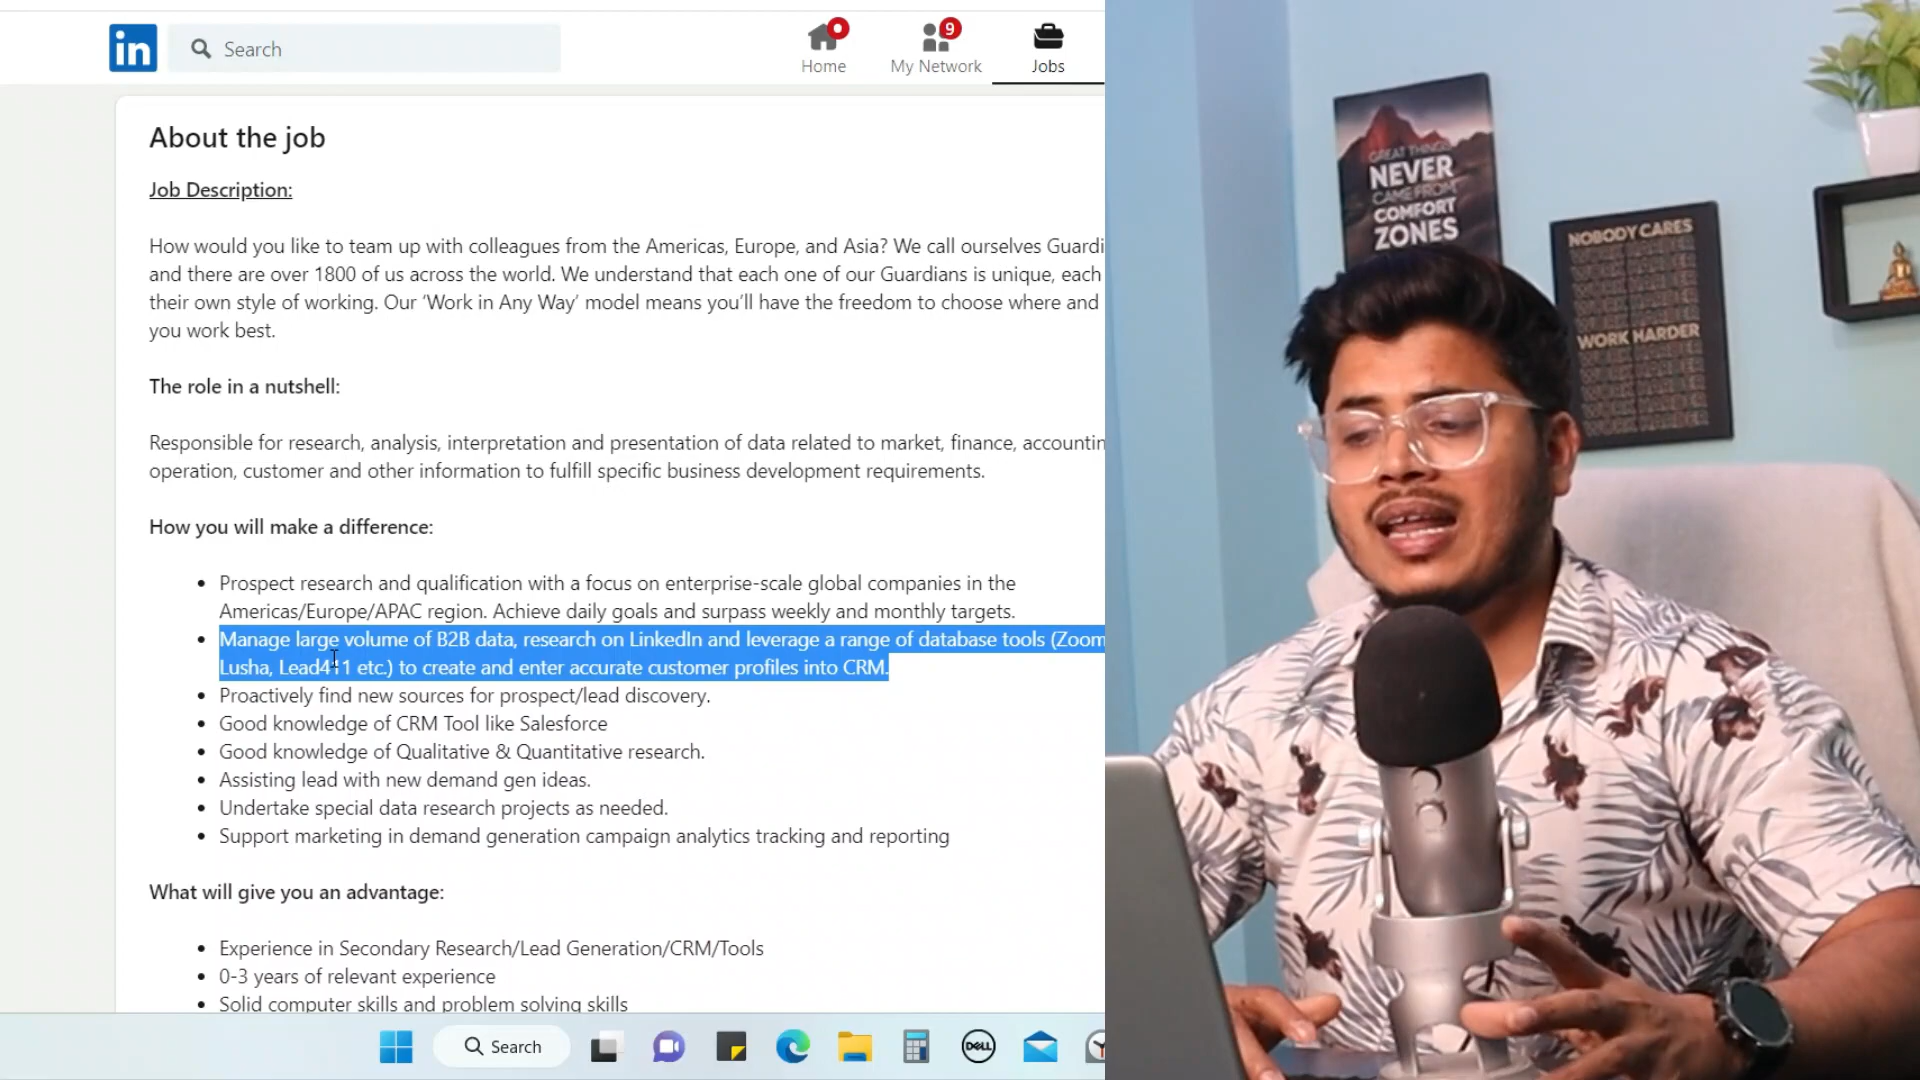 in Search
9
Home My Network Jobs
About the job
Job Description:
How would you like to team up with colleagues from the Americas, Europe, and Asia? We call ourselves Guardi
and there are over 1800 of us across the world. We understand that each one of our Guardians is unique, each
their own style of working. Our ‘Work in Any Way’ model means you’ll have the freedom to choose where and
you work best.
The role in a nutshell:
Responsible for research, analysis, interpretation and presentation of data related to market, finance, accountin
operation, customer and other information to fulfill specific business development requirements.
How you will make a difference:
• Prospect research and qualification with a focus on enterprise-scale global companies in the
Americas/Europe/APAC region. Achieve daily goals and surpass weekly and monthly targets.
• Manage large volume of B2B data, research on LinkedIn and leverage a range of database tools (Zoom
Lusha, Lead411 etc.) to create and enter accurate customer profiles into CRM.
• Proactively find new sources for prospect/lead discovery.
• Good knowledge of CRM Tool like Salesforce
• Good knowledge of Qualitative & Quantitative research.
• Assisting lead with new demand gen ideas.
• Undertake special data research projects as needed.
• Support marketing in demand generation campaign analytics tracking and reporting
What will give you an advantage:
• Experience in Secondary Research/Lead Generation/CRM/Tools
• 0-3 years of relevant experience
• Solid computer skills and problem solving skills
Search
DELL
GREAT THINGS
NEVER
CAME FROM
COMFORT
ZONES
NOBODY CARES
WORK HARDER